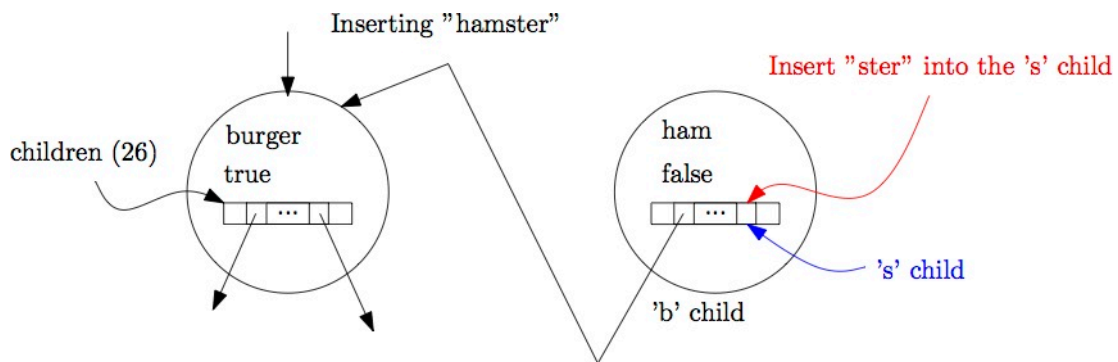 Inserting "hamster"
Insert "ster" into the 's' child
burger
ham
children (26)
true
false
...
...
's' child
'b' child